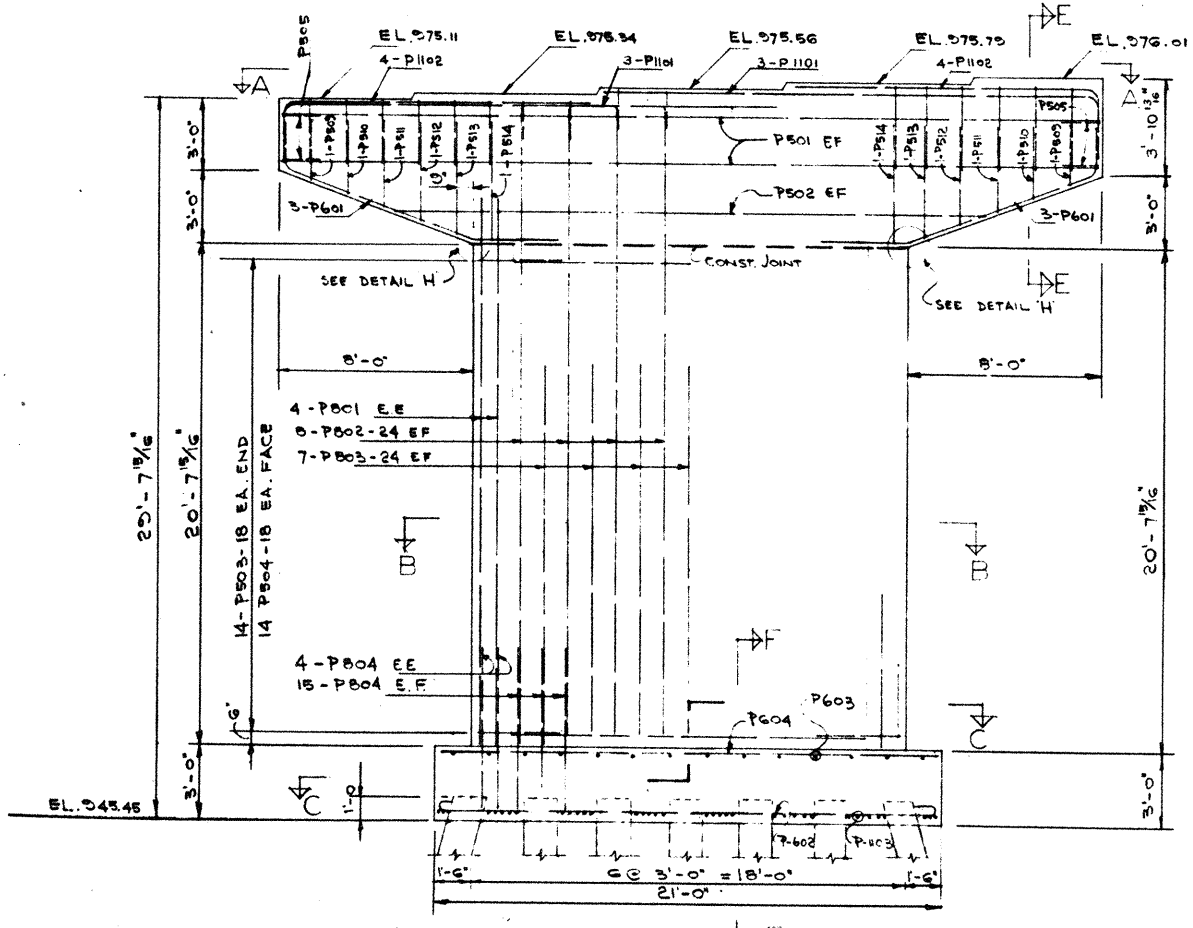 P505
EL.975.11
EL.975.34
EL.975.56
EL.975.79
E
EL.976.01
4-P1102
3-P1101
3-P1101
4-P1102
A
A
P505
3'-0"
1-P509
1-P510
1-P511
1-P512
1-P513
1-P514
P501 EF
1-P514
1-P513
1-P512
1-P511
1-P510
1-P509
3'-10 13/16"
3'-0"
3-P601
P502 EF
3-P601
3'-0"
SEE DETAIL H
CONST. JOINT
E
SEE DETAIL 'H'
8'-0"
8'-0"
4-P801 E.E
8-P802-24 EF
7-P803-24 EF
29'-7 15/16"
20'-7 15/16"
14-P503-18 EA. END
14 P504-18 EA. FACE
20'-7 15/16"
B
B
4-P804 EE
15-P804 E.F.
F
P604
P603
C
6"
3'-0"
EL.945.45
C
1'-0
3'-0"
P-602
P-1103
1'-6"
6@ 3'-0" =18'-0"
1'-6"
21'-0"